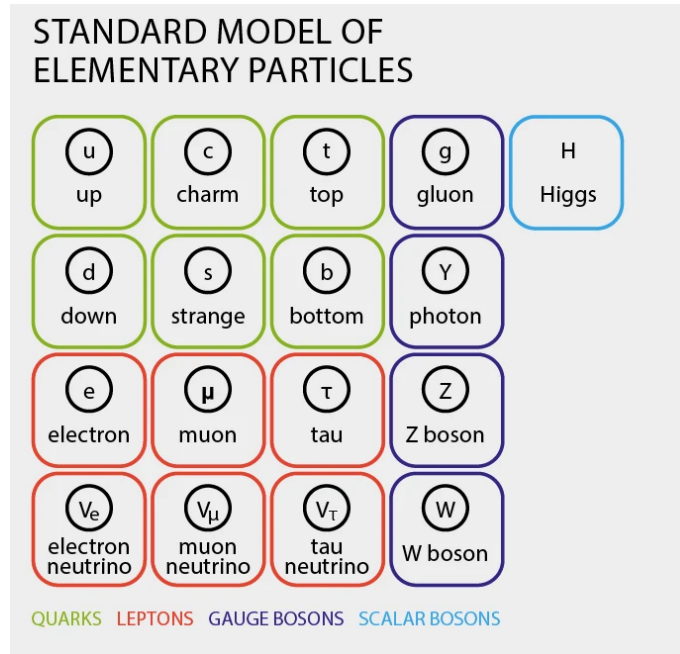 STANDARD MODEL OF
ELEMENTARY PARTICLES
u
up
c
charm
t
top
g
gluon
H
Higgs
d
down
s
strange
b
bottom
Y
photon
e
electron
μ
muon
τ
tau
Z
Z boson
Ve
electron
neutrino
Vμ
muon
neutrino
Vτ
tau
neutrino
W
W boson
QUARKS LEPTONS GAUGE BOSONS SCALAR BOSONS